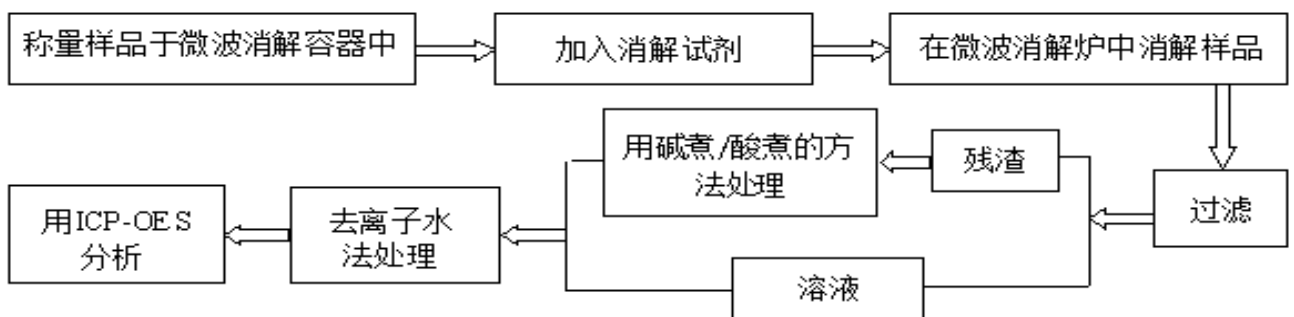 称量样品于微波消解容器中
加入消解试剂
在微波消解炉中消解样品
过滤
残渣
用碱煮/酸煮的方
法处理
溶液
去离子水
法处理
用ICP-OES
分析